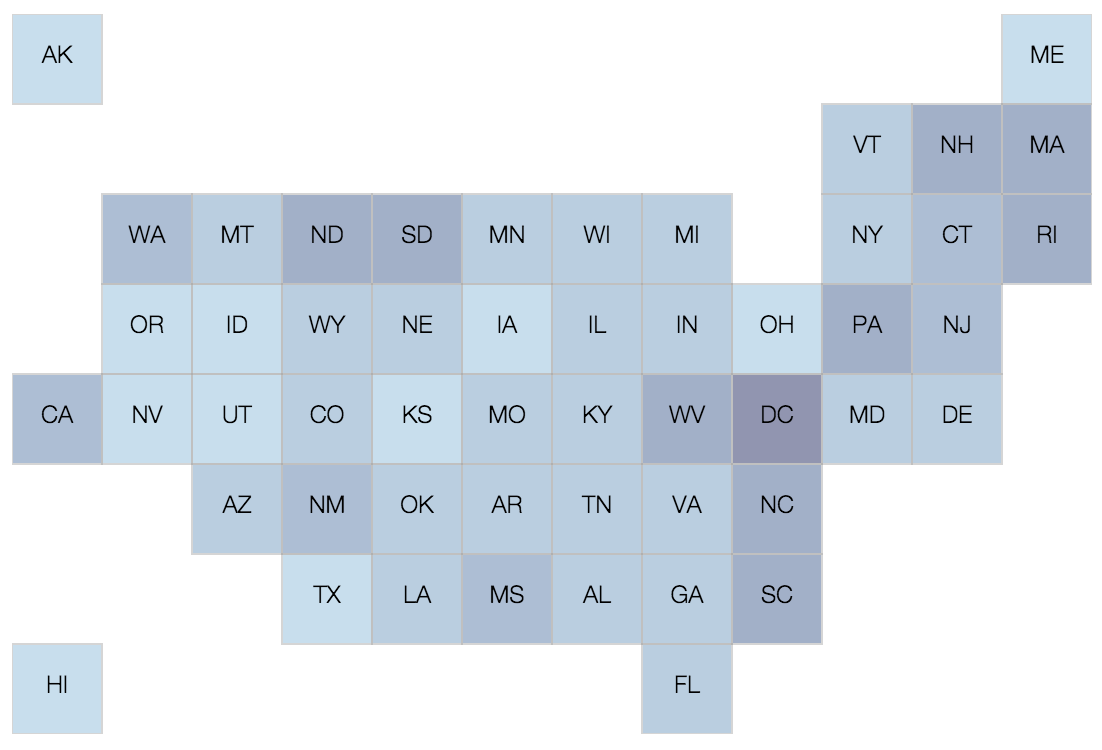 AK ME
VT NH MA
WA MT ND SD MN WI MI NY CT RI
OR ID WY NE IA IL IN OH PA NJ
CA NV UT CO KS MO KY WV DC MD DE
AZ NM OK AR TN VA NC
TX LA MS AL GA SC
HI FL